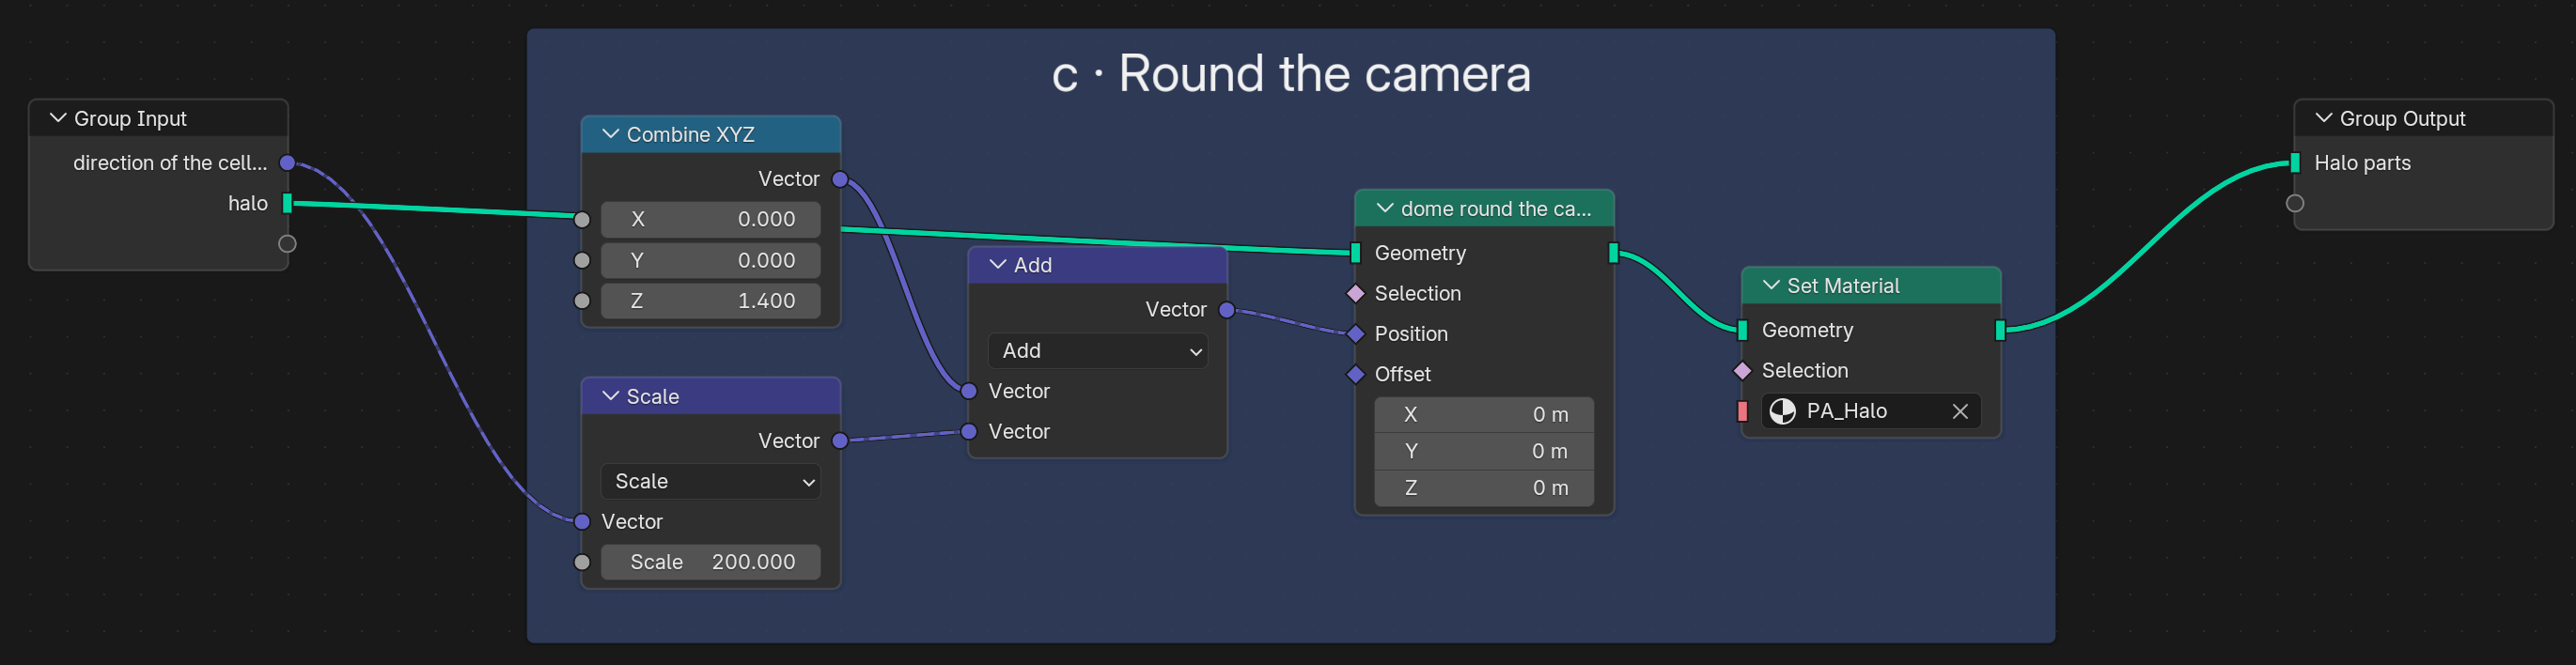 c · Round the camera
Group Input
direction of the cell...
halo
Combine XYZ
Vector
X 0.000
Y 0.000
Z 1.400
Scale
Vector
Scale
Vector
Scale 200.000
Add
Vector
Add
Vector
Vector
dome round the ca...
Geometry
Selection
Position
Offset
X 0 m
Y 0 m
Z 0 m
Set Material
Geometry
Selection
PA_Halo
Group Output
Halo parts